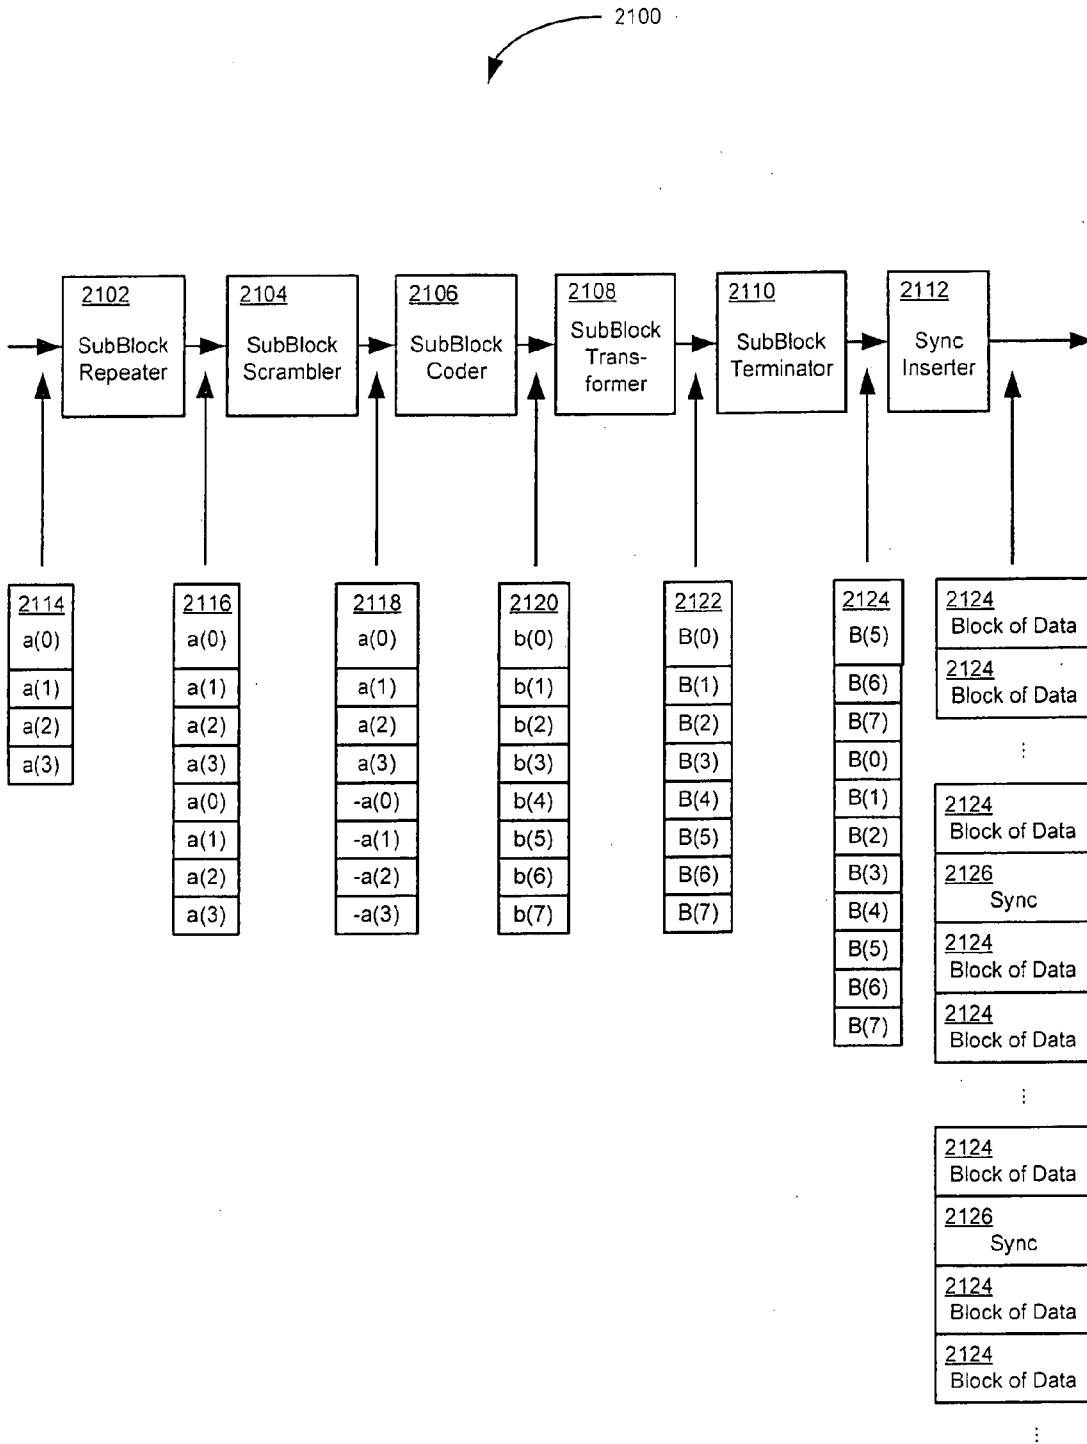 2100
2102
SubBlock
Repeater
2104
SubBlock
Scrambler
2106
SubBlock
Coder
2108
SubBlock
Trans-
former
2110
SubBlock
Terminator
2112
Sync
Inserter
2114
a(0)
a(1)
a(2)
a(3)
2116
a(0)
a(1)
a(2)
a(3)
a(0)
a(1)
a(2)
a(3)
2118
a(0)
a(1)
a(2)
a(3)
-a(0)
-a(1)
-a(2)
-a(3)
2120
b(0)
b(1)
b(2)
b(3)
b(4)
b(5)
b(6)
b(7)
2122
B(0)
B(1)
B(2)
B(3)
B(4)
B(5)
B(6)
B(7)
2124
B(5)
B(6)
B(7)
B(0)
B(1)
B(2)
B(3)
B(4)
B(5)
B(6)
B(7)
2124
Block of Data
2124
Block of Data
⋮
2124
Block of Data
2126
Sync
2124
Block of Data
2124
Block of Data
⋮
2124
Block of Data
2126
Sync
2124
Block of Data
2124
Block of Data
⋮